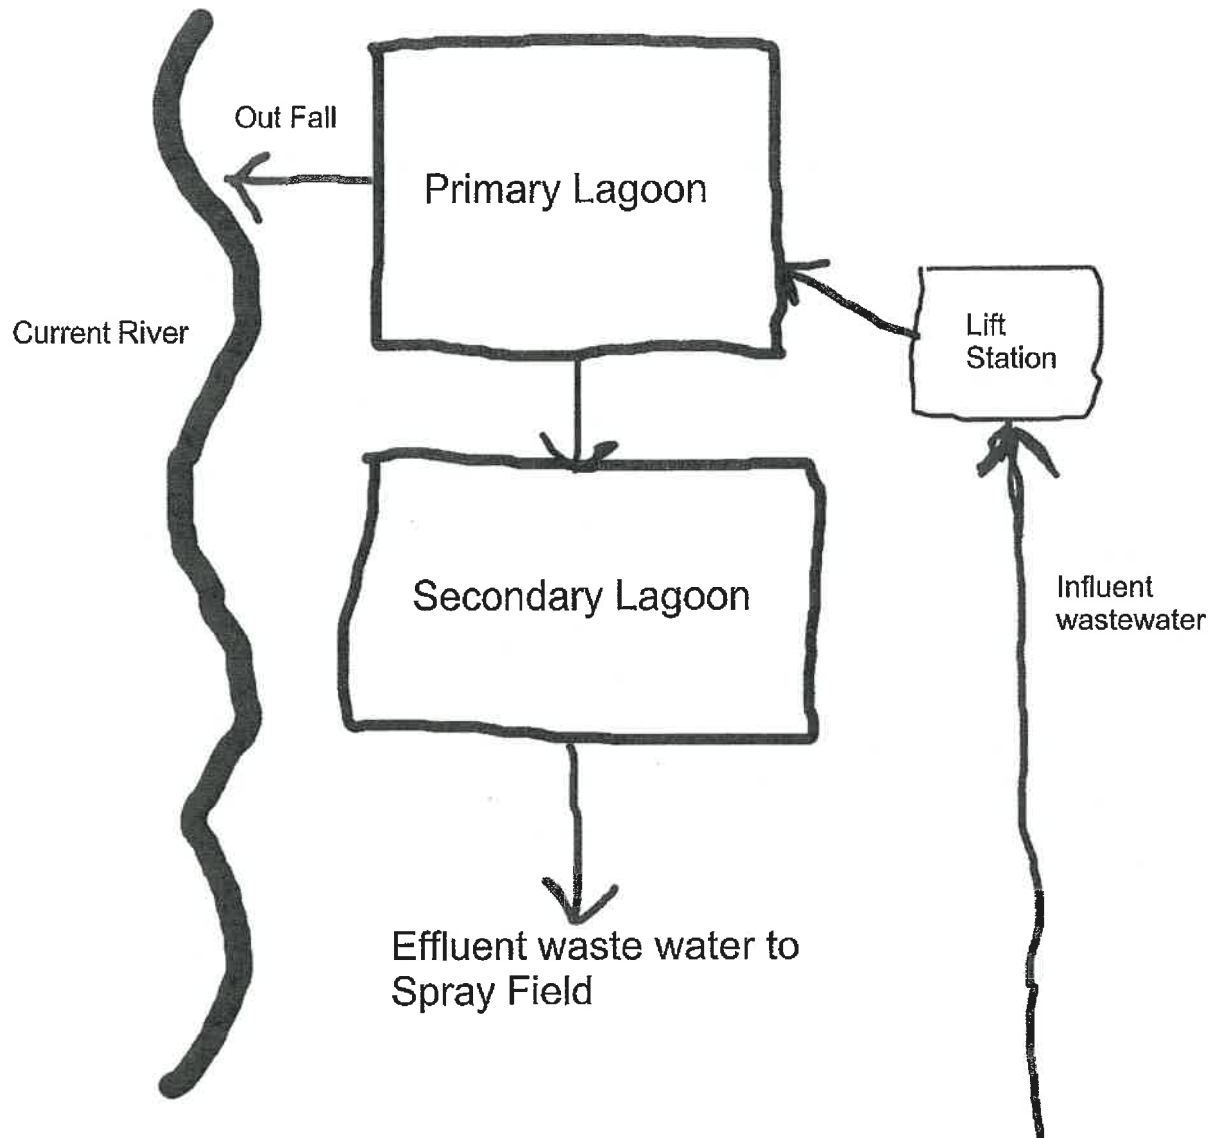 Out Fall
Primary Lagoon
Current River
Lift
Station
Secondary Lagoon
Influent
wastewater
Effluent waste water to
Spray Field